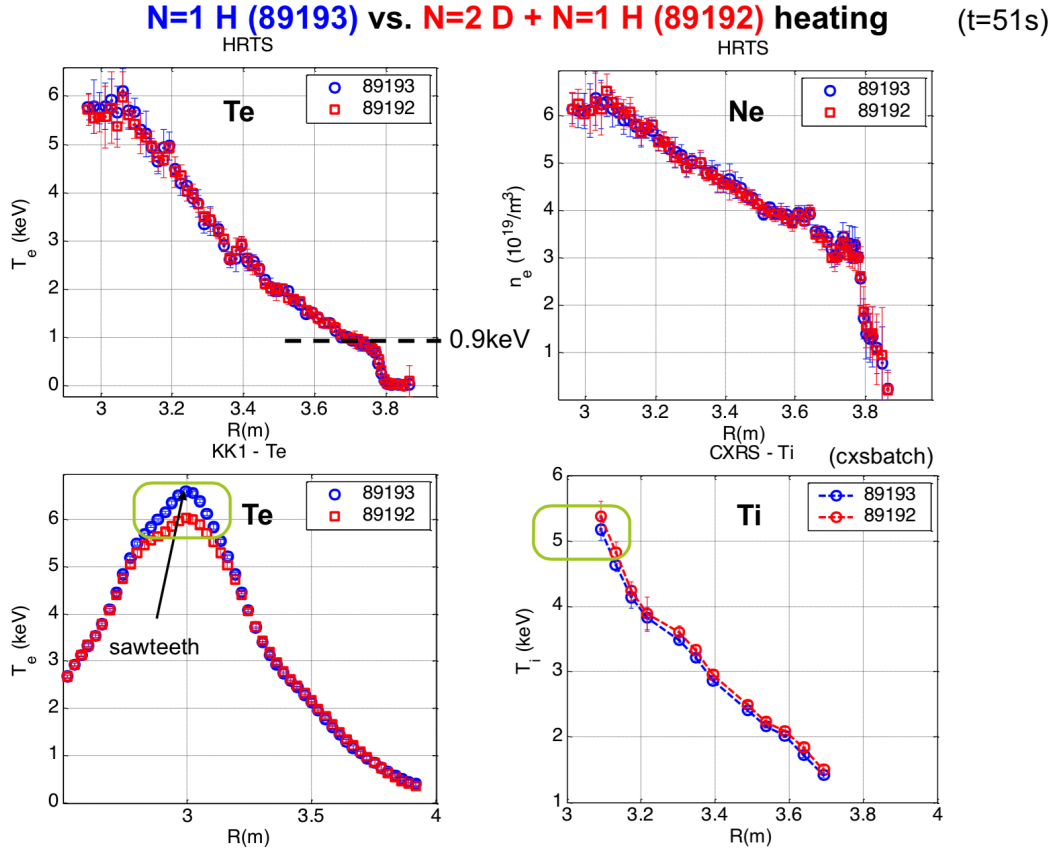 N=1 H (89193) vs. N=2 D + N=1 H (89192) heating (t=51s)
HRTS
6
5
4
3
2
1
0
T_e (keV)
89193
89192
Te
0.9keV
3 3.2 3.4 3.6 3.8
R(m)
HRTS
6
5
4
3
2
1
n_e (10^19/m^3)
89193
89192
Ne
3 3.2 3.4 3.6 3.8
R(m)
KK1 - Te
6
5
4
3
2
1
0
T_e (keV)
89193
89192
Te
sawteeth
3 3.5 4
R(m)
CXRS - Ti (cxsbatch)
6
5
4
3
2
1
T_i (keV)
89193
89192
Ti
3 3.2 3.4 3.6 3.8 4
R(m)